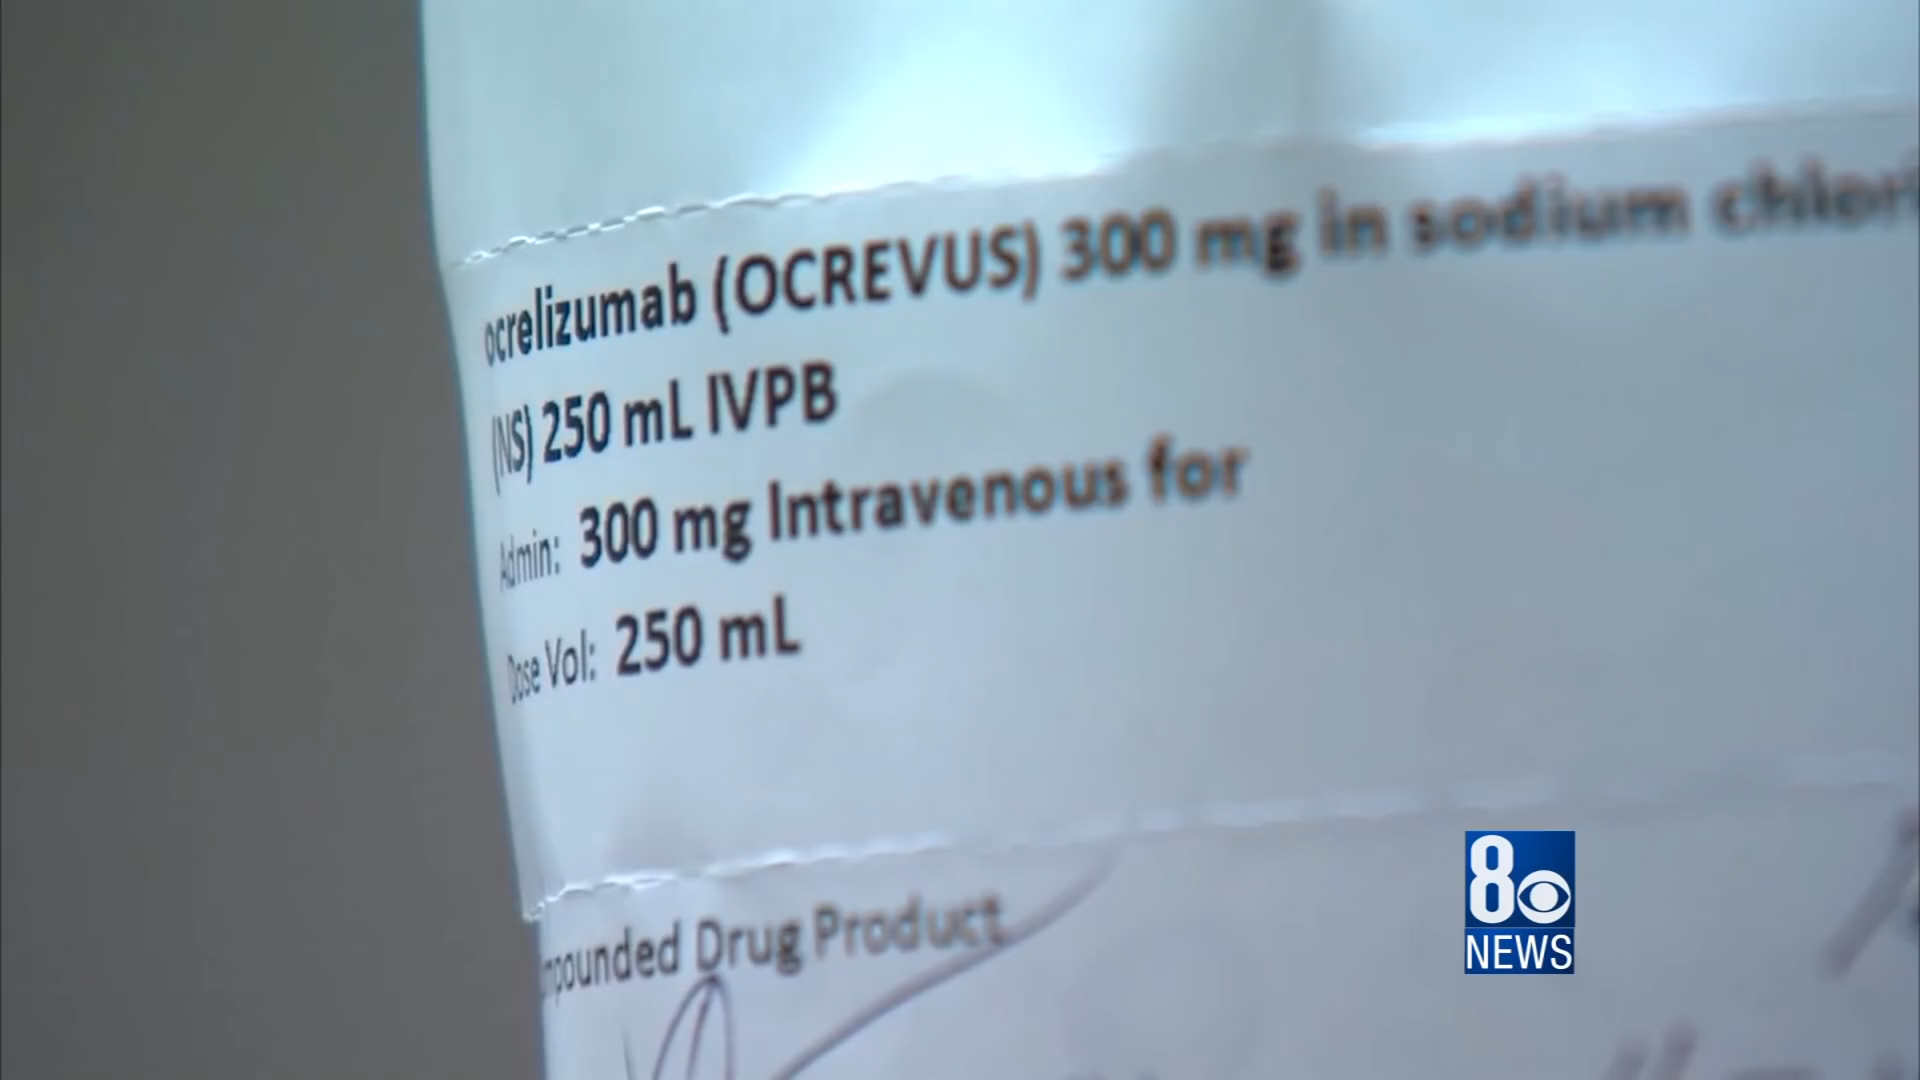 ocrelizumab (OCREVUS) 300 mg in sodium chlori
(NS) 250 mL IVPB
Admin: 300 mg Intravenous for
Dose Vol: 250 mL
mpounded Drug Product
8
NEWS